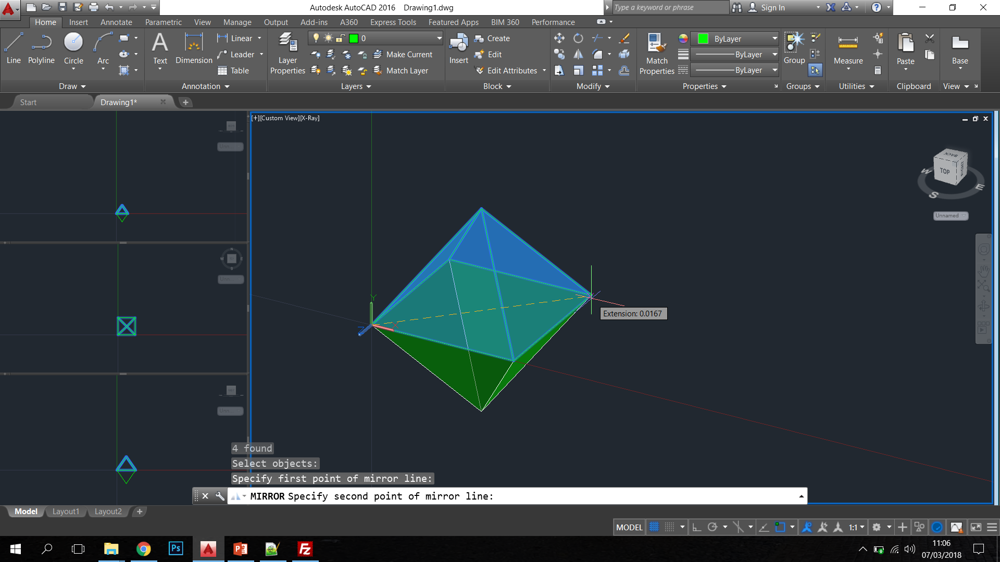 Autodesk AutoCAD 2016 Drawing1.dwg
Type a keyword or phrase
Sign In
Home Insert Annotate Parametric View Manage Output Add-ins A360 Express Tools Featured Apps BIM 360 Performance
Line Polyline Circle Arc
Draw
Text Dimension
Linear
Leader
Table
Annotation
Layer Properties
0
Make Current
Match Layer
Layers
Insert
Create
Edit
Edit Attributes
Block
Modify
Match Properties
ByLayer
ByLayer
ByLayer
Properties
Group
Groups
Measure
Utilities
Paste
Clipboard
Base
View
Start Drawing1*
[+][Custom View][X-Ray]
BACK
TOP
W
S
E
Unnamed
N
W E
S
Y
Z
Extension: 0.0167
4 found
Select objects:
Specify first point of mirror line:
MIRROR Specify second point of mirror line:
Model Layout1 Layout2
MODEL
1:1
Ps
Fz
11:06
07/03/2018